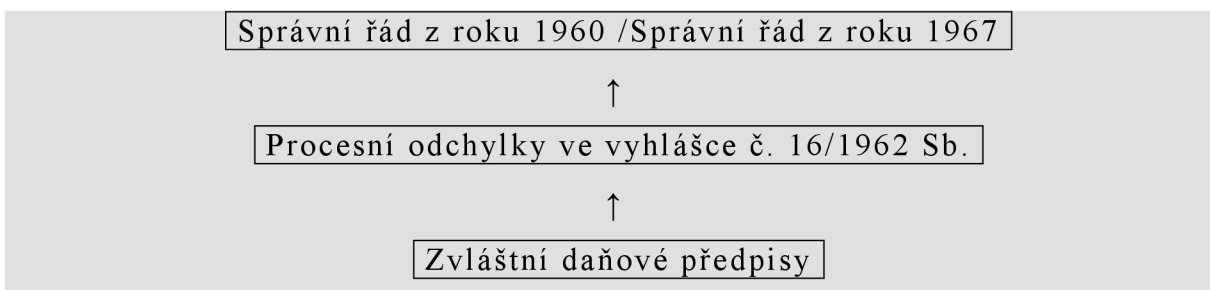 Správní řád z roku 1960 /Správní řád z roku 1967
↑
Procesní odchylky ve vyhlášce č. 16/1962 Sb.
↑
Zvláštní daňové předpisy